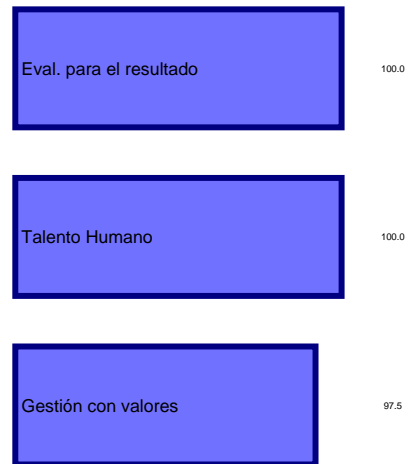 Eval. para el resultado 100.0
Talento Humano 100.0
Gestión con valores 97.5